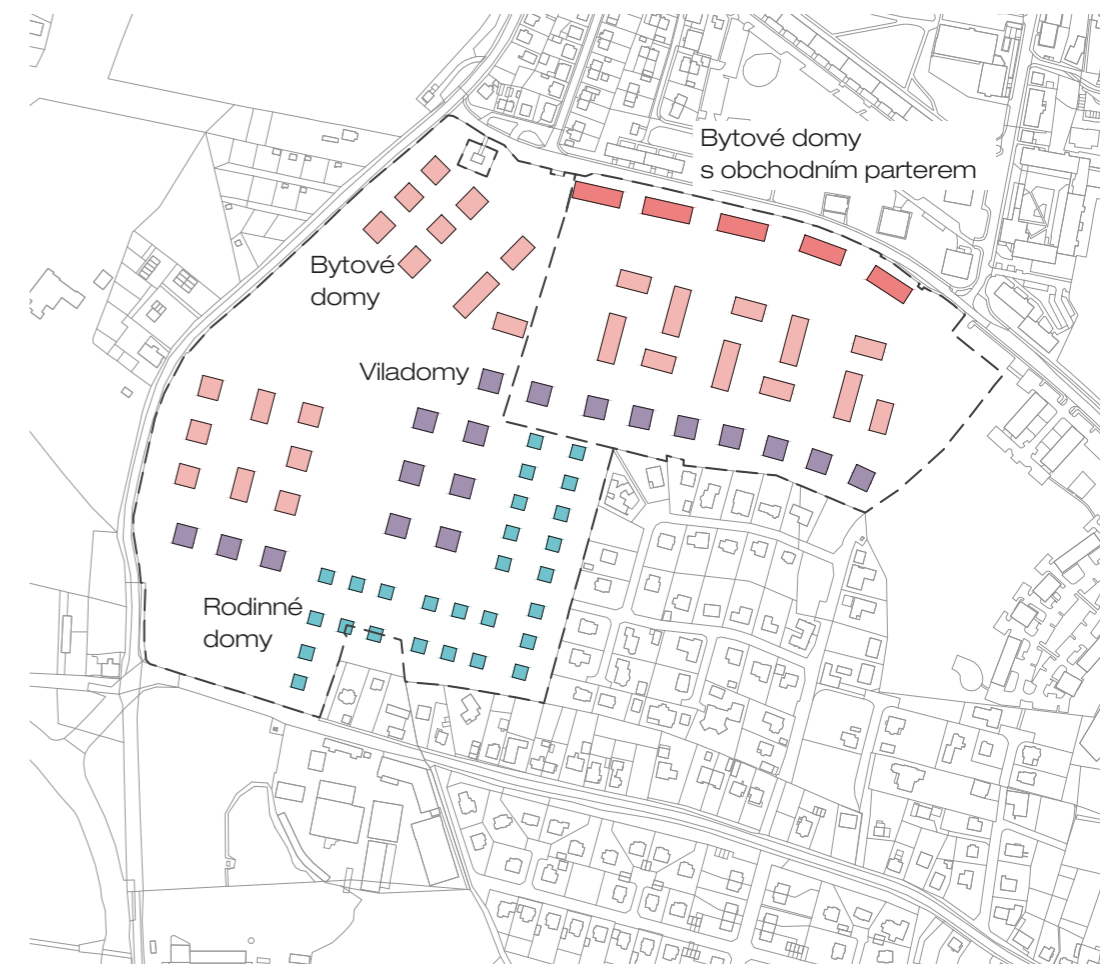 Bytové domy
s obchodním parterem
Bytové
domy
Viladomy
Rodinné
domy